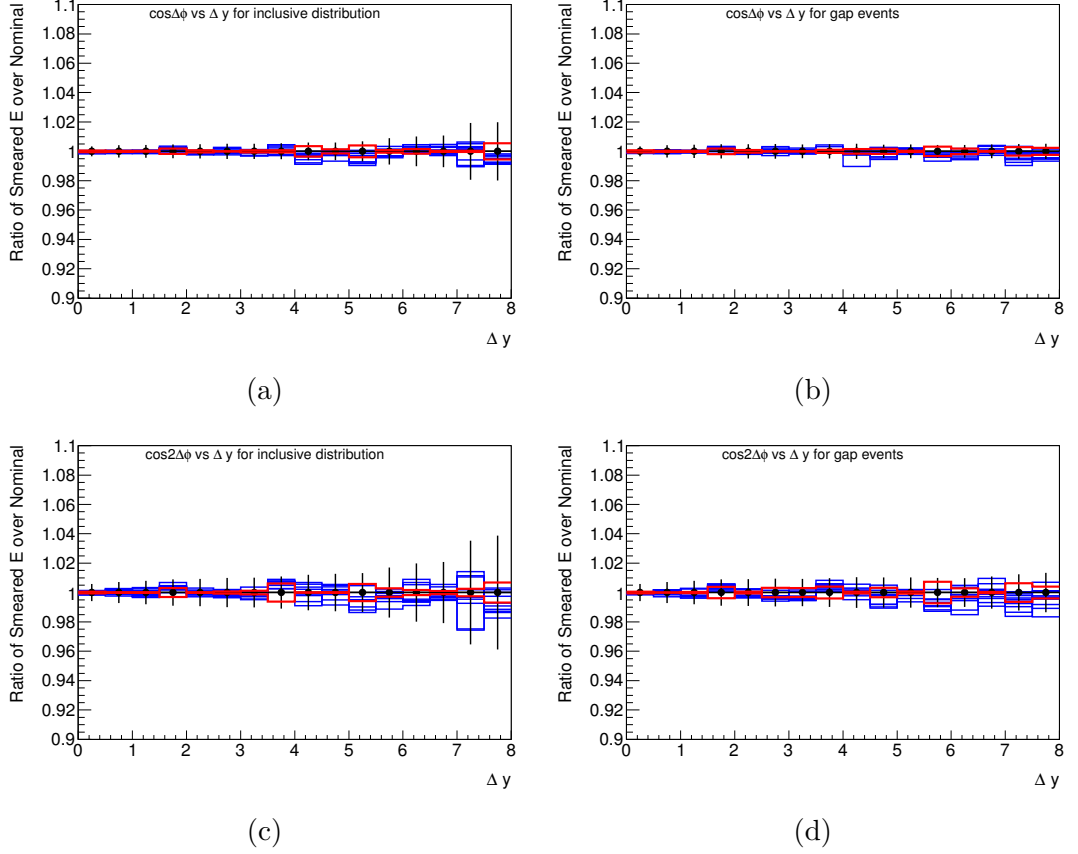 cosΔϕ vs Δ y for inclusive distribution
Ratio of Smeared E over Nominal
1.1
1.08
1.06
1.04
1.02
1
0.98
0.96
0.94
0.92
0.9
0 1 2 3 4 5 6 7 8
Δ y
(a)
cosΔϕ vs Δ y for gap events
Ratio of Smeared E over Nominal
1.1
1.08
1.06
1.04
1.02
1
0.98
0.96
0.94
0.92
0.9
0 1 2 3 4 5 6 7 8
Δ y
(b)
cos2Δϕ vs Δ y for inclusive distribution
Ratio of Smeared E over Nominal
1.1
1.08
1.06
1.04
1.02
1
0.98
0.96
0.94
0.92
0.9
0 1 2 3 4 5 6 7 8
Δ y
(c)
cos2Δϕ vs Δ y for gap events
Ratio of Smeared E over Nominal
1.1
1.08
1.06
1.04
1.02
1
0.98
0.96
0.94
0.92
0.9
0 1 2 3 4 5 6 7 8
Δ y
(d)